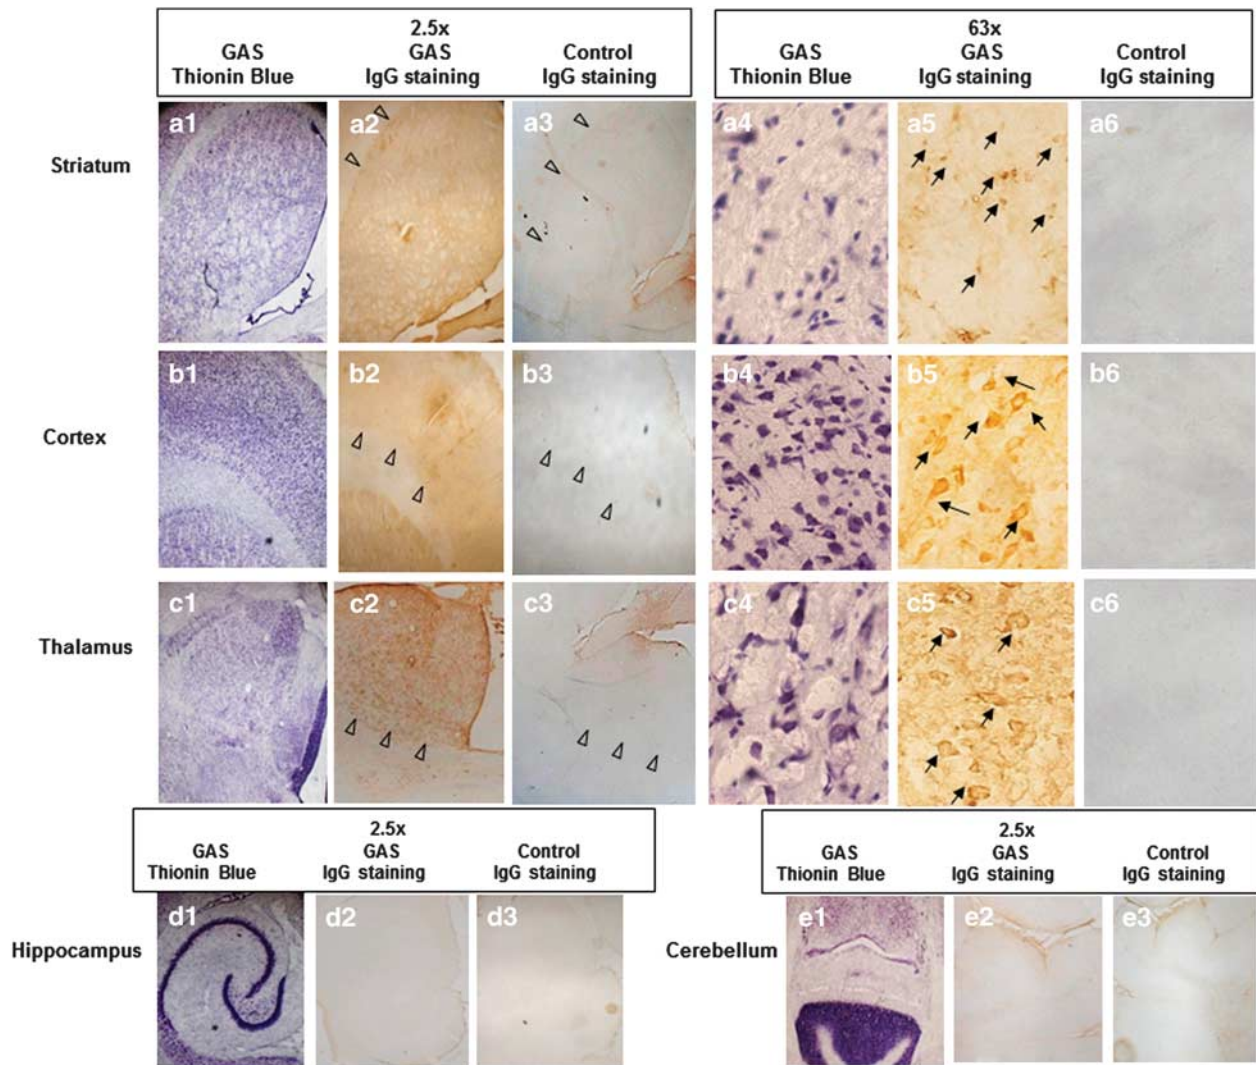 2.5x
GAS Thionin Blue
GAS IgG staining
Control IgG staining
63x
GAS Thionin Blue
GAS IgG staining
Control IgG staining
Striatum
a1 a2 a3 a4 a5 a6
Cortex
b1 b2 b3 b4 b5 b6
Thalamus
c1 c2 c3 c4 c5 c6
2.5x
GAS Thionin Blue
GAS IgG staining
Control IgG staining
Hippocampus
d1 d2 d3
2.5x
GAS Thionin Blue
GAS IgG staining
Control IgG staining
Cerebellum
e1 e2 e3